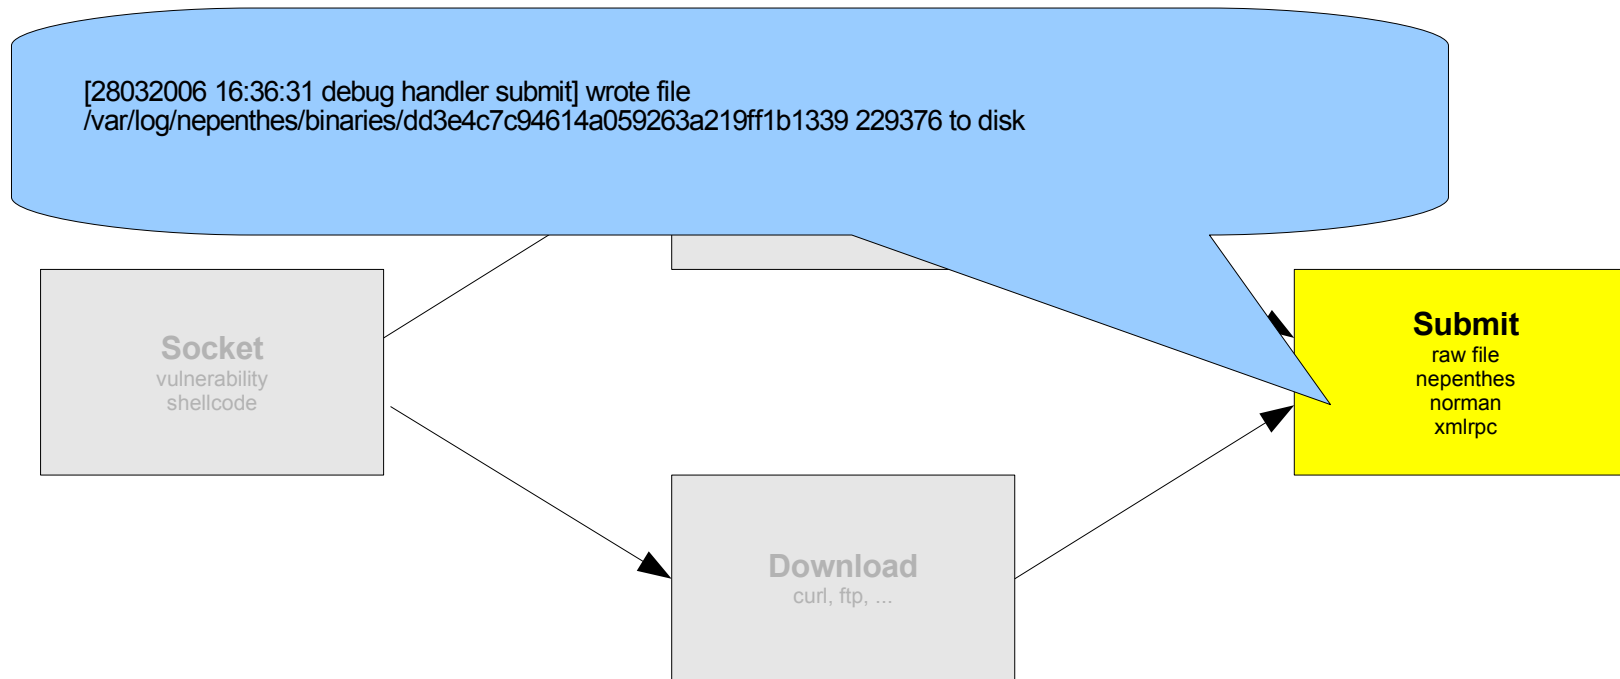 [28032006 16:36:31 debug handler submit] wrote file
/var/log/nepenthes/binaries/dd3e4c7c94614a059263a219ff1b1339 229376 to disk
Socket
vulnerability
shellcode
Submit
raw file
nepenthes
norman
xmlrpc
Download
curl, ftp, ...